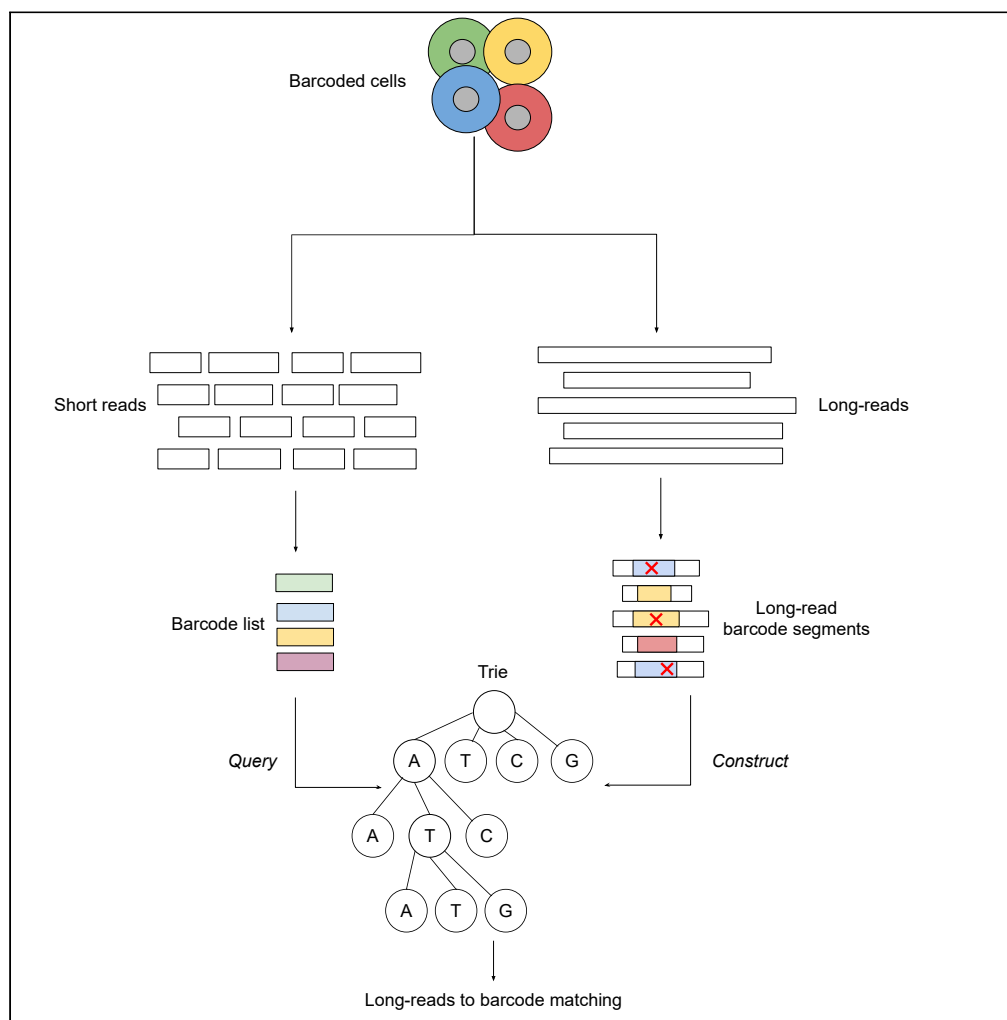 Barcoded cells
Short reads
Long-reads
Barcode list
Long-read
barcode segments
Trie
Query
Construct
A
T
C
G
A
T
C
A
T
G
Long-reads to barcode matching